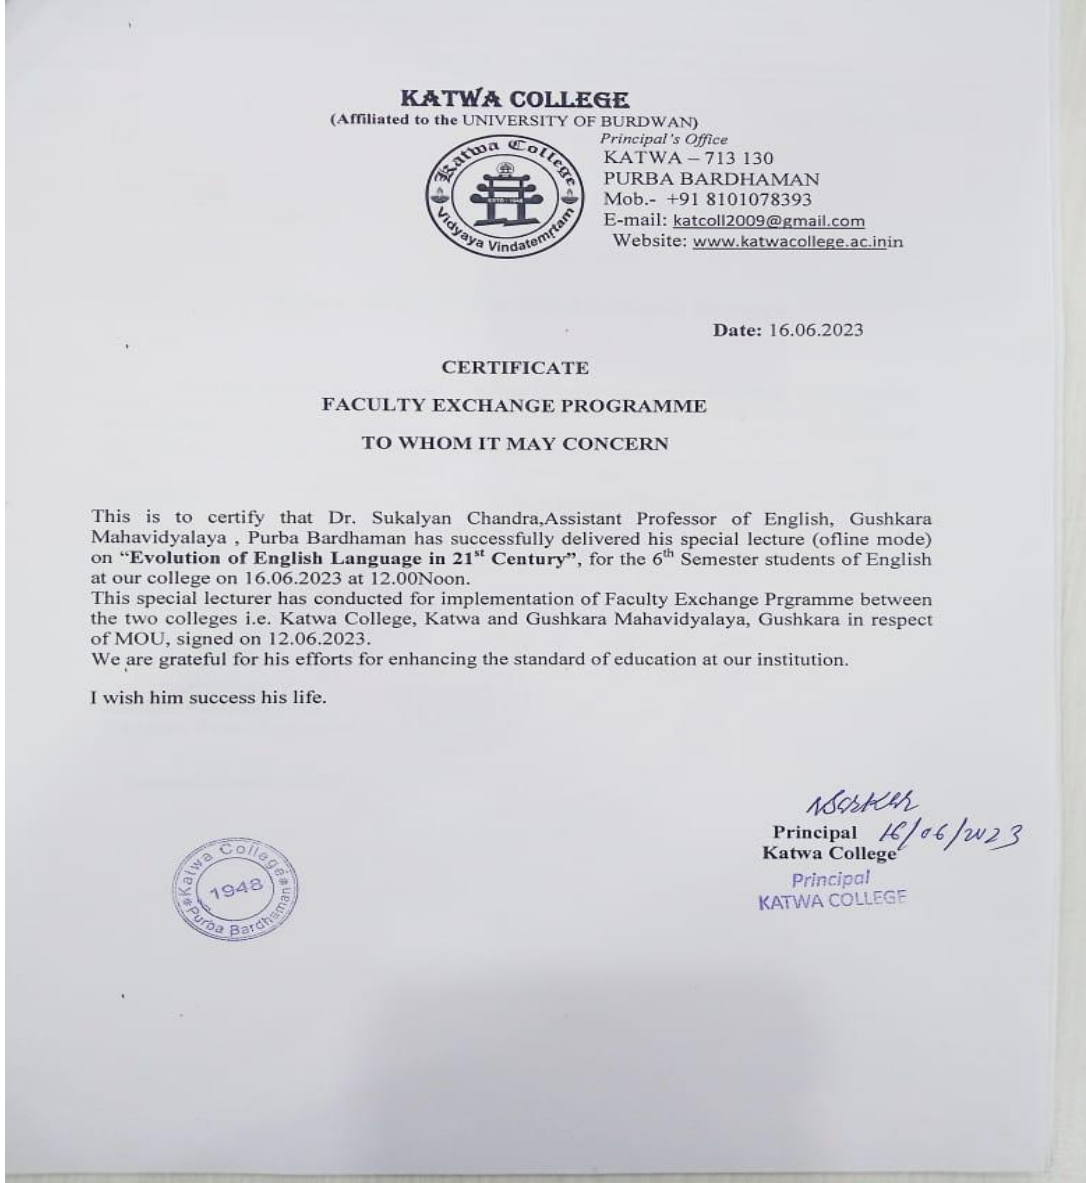 KATWA COLLEGE
(Affiliated to the UNIVERSITY OF BURDWAN)
Katwa College
ESTD - 1948
Vidyaya Vindatemrtam
Principal's Office
KATWA – 713 130
PURBA BARDHAMAN
Mob.- +91 8101078393
E-mail: katcoll2009@gmail.com
Website: www.katwacollege.ac.inin
Date: 16.06.2023
CERTIFICATE
FACULTY EXCHANGE PROGRAMME
TO WHOM IT MAY CONCERN
This is to certify that Dr. Sukalyan Chandra,Assistant Professor of English, Gushkara
Mahavidyalaya , Purba Bardhaman has successfully delivered his special lecture (ofline mode)
on “Evolution of English Language in 21st Century”, for the 6th Semester students of English
at our college on 16.06.2023 at 12.00Noon.
This special lecturer has conducted for implementation of Faculty Exchange Prgramme between
the two colleges i.e. Katwa College, Katwa and Gushkara Mahavidyalaya, Gushkara in respect
of MOU, signed on 12.06.2023.
We are grateful for his efforts for enhancing the standard of education at our institution.
I wish him success his life.
NSarker
Principal 16/06/2023
Katwa College
Principal
KATWA COLLEGE
*Katwa College*
1948
Purba Bardhaman